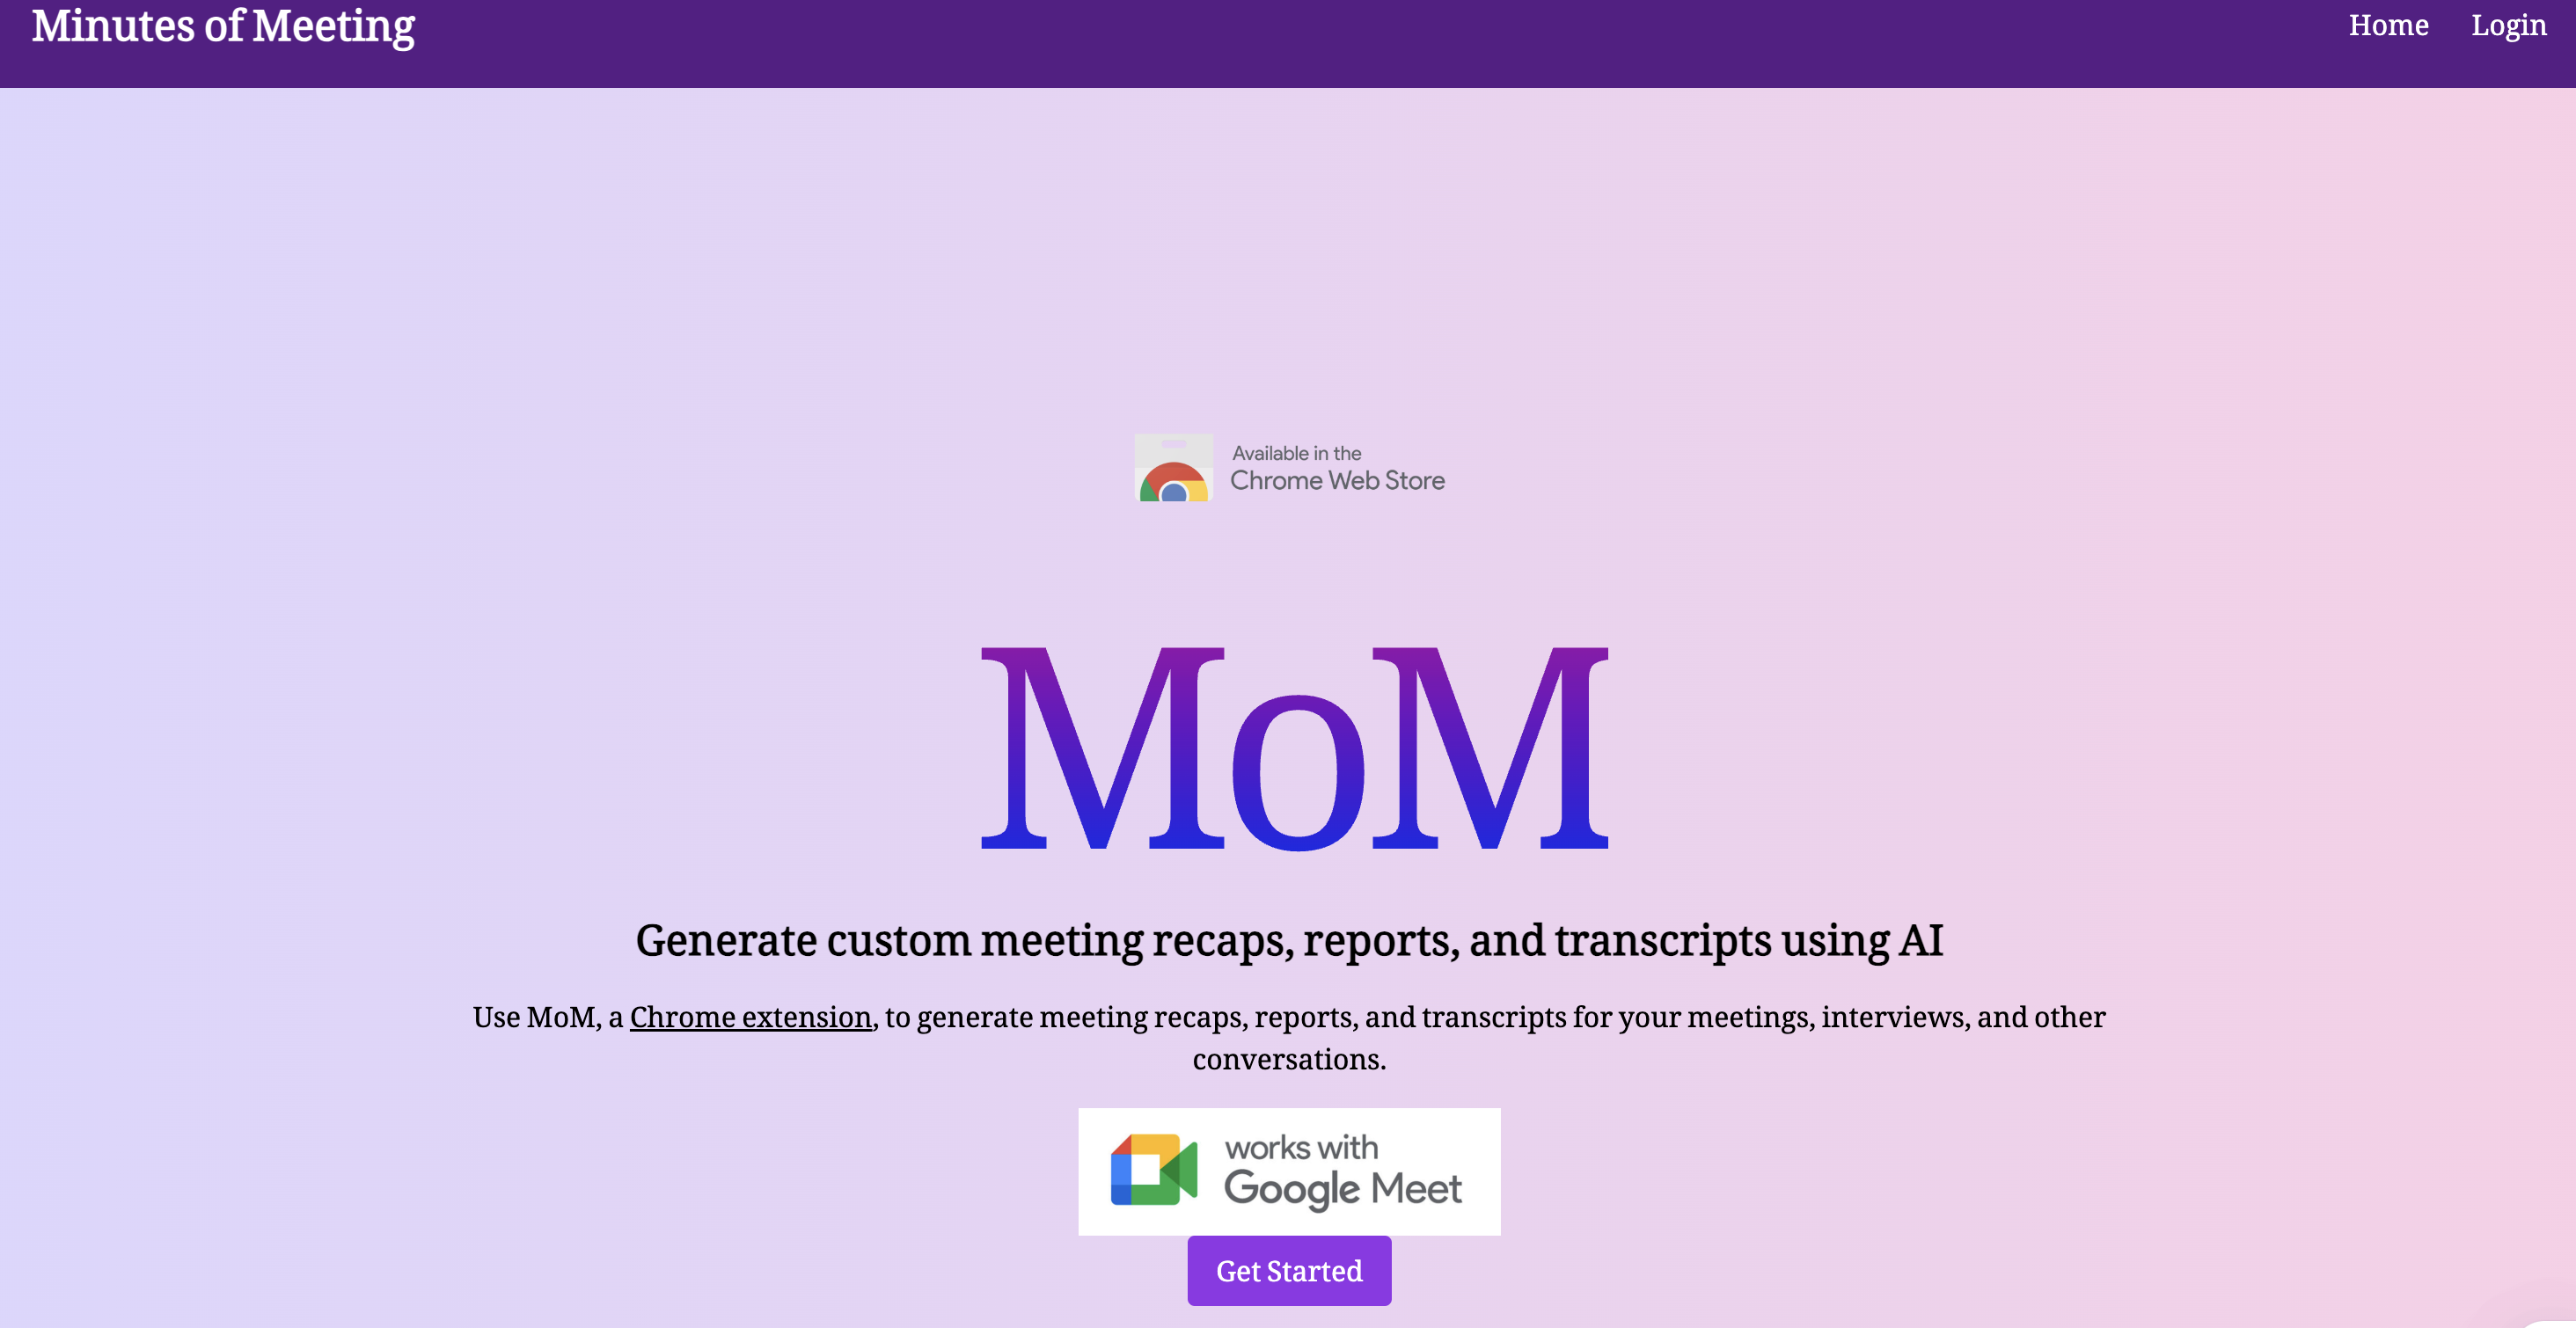 Minutes of Meeting
Home
Login
Available in the
Chrome Web Store
MoM
Generate custom meeting recaps, reports, and transcripts using AI
Use MoM, a Chrome extension, to generate meeting recaps, reports, and transcripts for your meetings, interviews, and other
conversations.
works with
Google Meet
Get Started